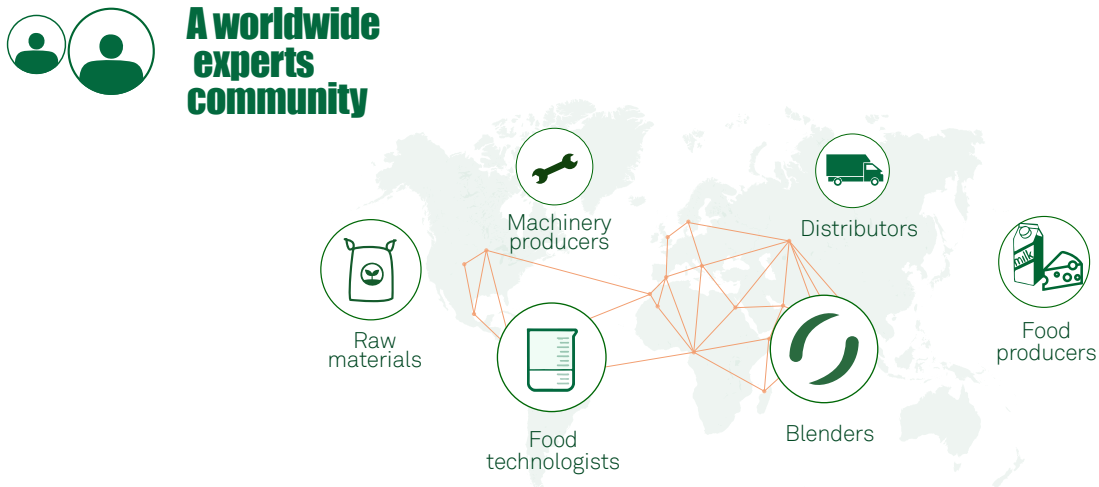 A worldwide
experts
community
Machinery
producers
Distributors
milk
Raw
materials
Food
producers
Food
technologists
Blenders